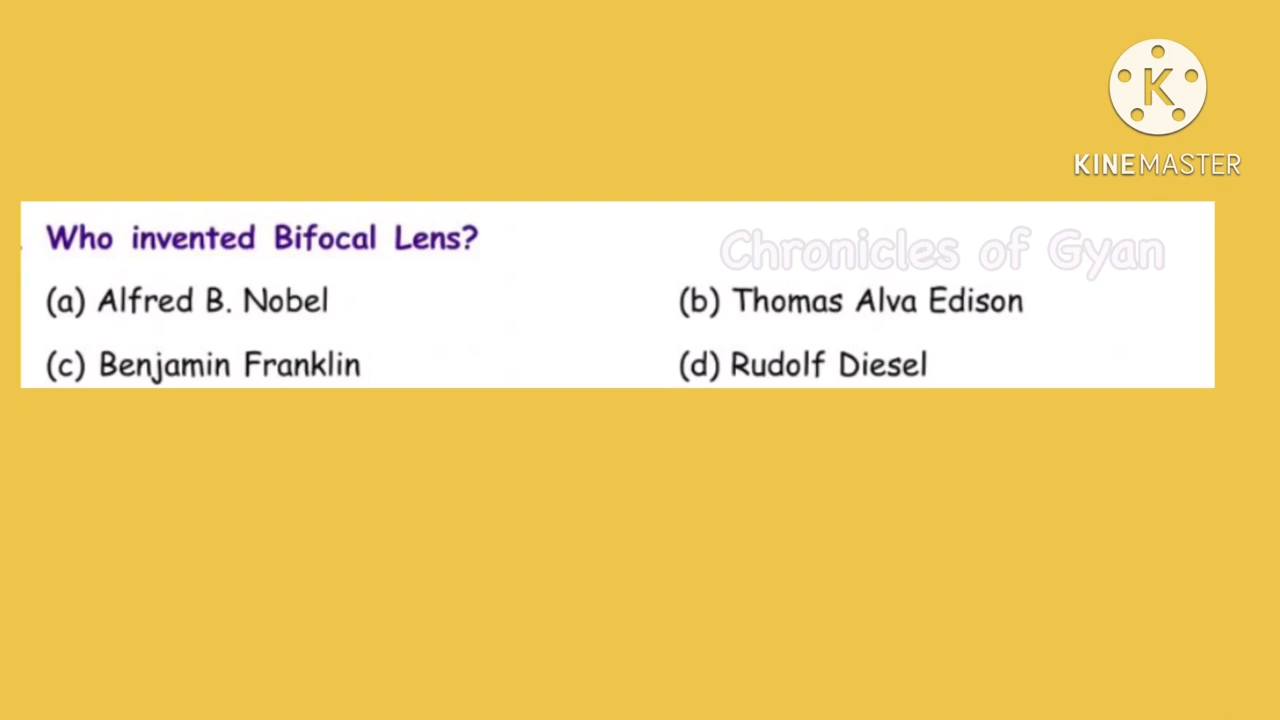 K
KINEMASTER
Who invented Bifocal Lens?
Chronicles of Gyan
(a) Alfred B. Nobel
(b) Thomas Alva Edison
(c) Benjamin Franklin
(d) Rudolf Diesel